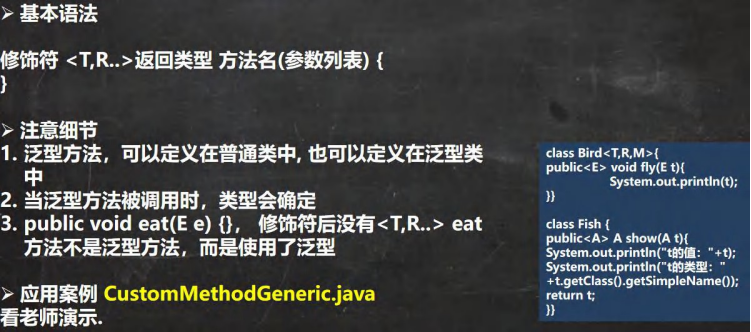 ➢ 基本语法
修饰符 <T,R..>返回类型 方法名(参数列表) {
}
➢ 注意细节
1. 泛型方法，可以定义在普通类中, 也可以定义在泛型类
中
2. 当泛型方法被调用时，类型会确定
3. public void eat(E e) {}， 修饰符后没有<T,R..> eat
方法不是泛型方法，而是使用了泛型
➢ 应用案例 CustomMethodGeneric.java
看老师演示.
class Bird<T,R,M>{
public<E> void fly(E t){
System.out.println(t);
}}
class Fish {
public<A> A show(A t){
System.out.println("t的值："+t);
System.out.println("t的类型："
+t.getClass().getSimpleName());
return t;
}}